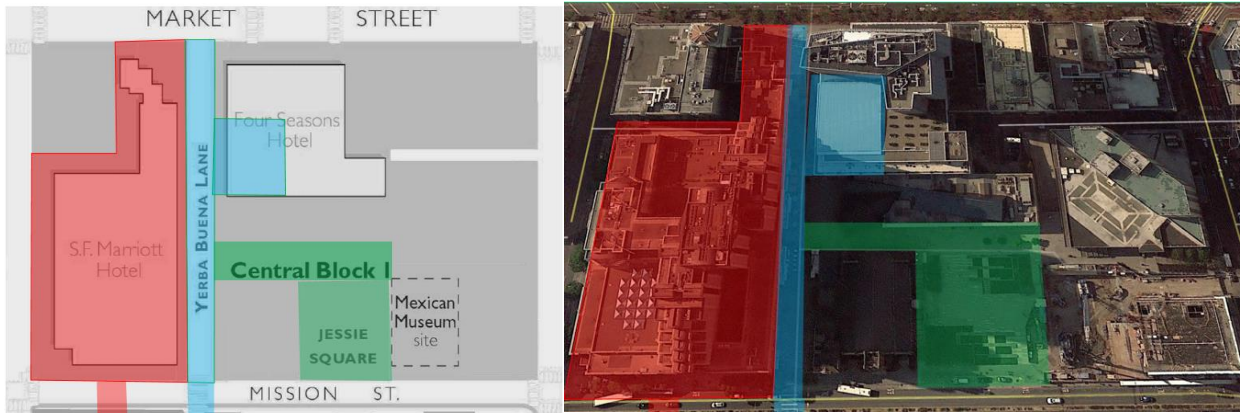 MARKET STREET
Four Seasons
Hotel
YERBA BUENA LANE
S.F. Marriott
Hotel
Central Block 1
Mexican
Museum
site
JESSIE
SQUARE
MISSION ST.